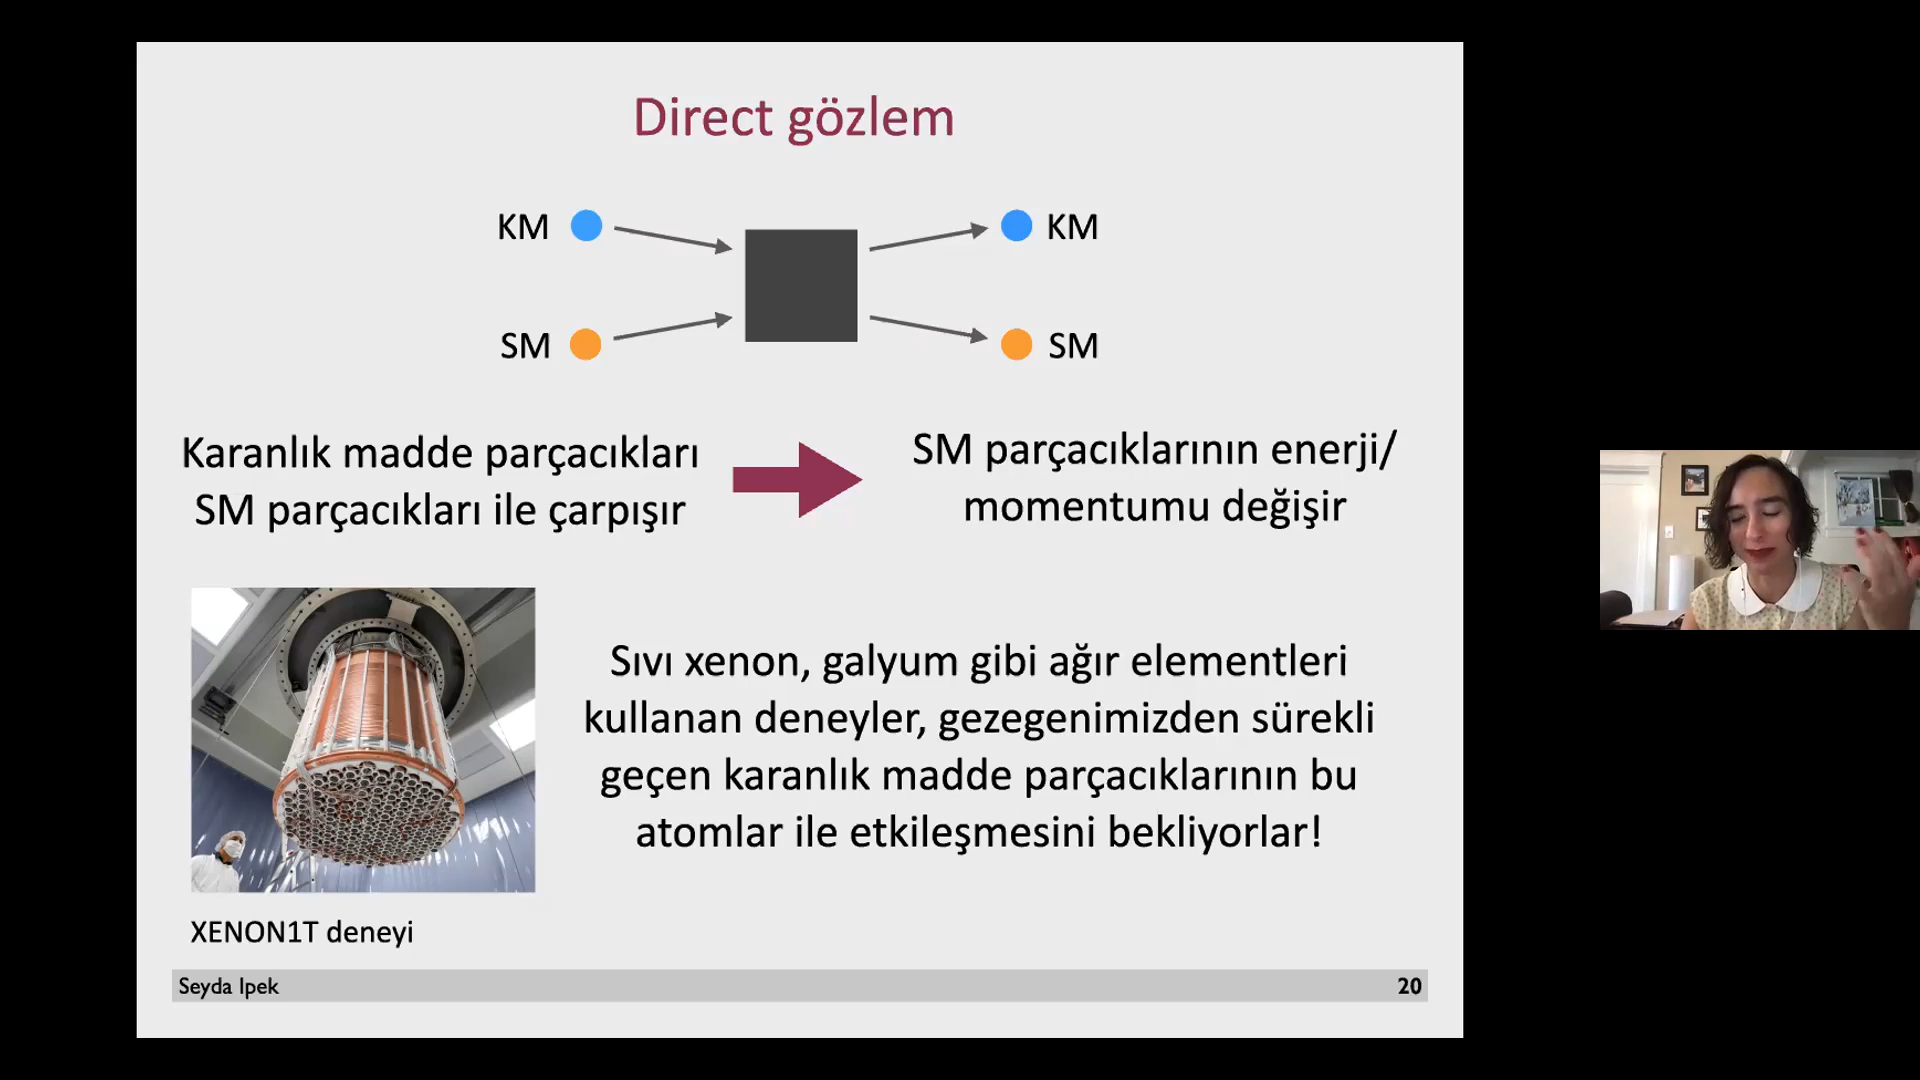 Direct gözlem
KM
KM
SM
SM
Karanlık madde parçacıkları
SM parçacıkları ile çarpışır
SM parçacıklarının enerji/
momentumu değişir
Sıvı xenon, galyum gibi ağır elementleri
kullanan deneyler, gezegenimizden sürekli
geçen karanlık madde parçacıklarının bu
atomlar ile etkileşmesini bekliyorlar!
XENON1T deneyi
Seyda Ipek
20